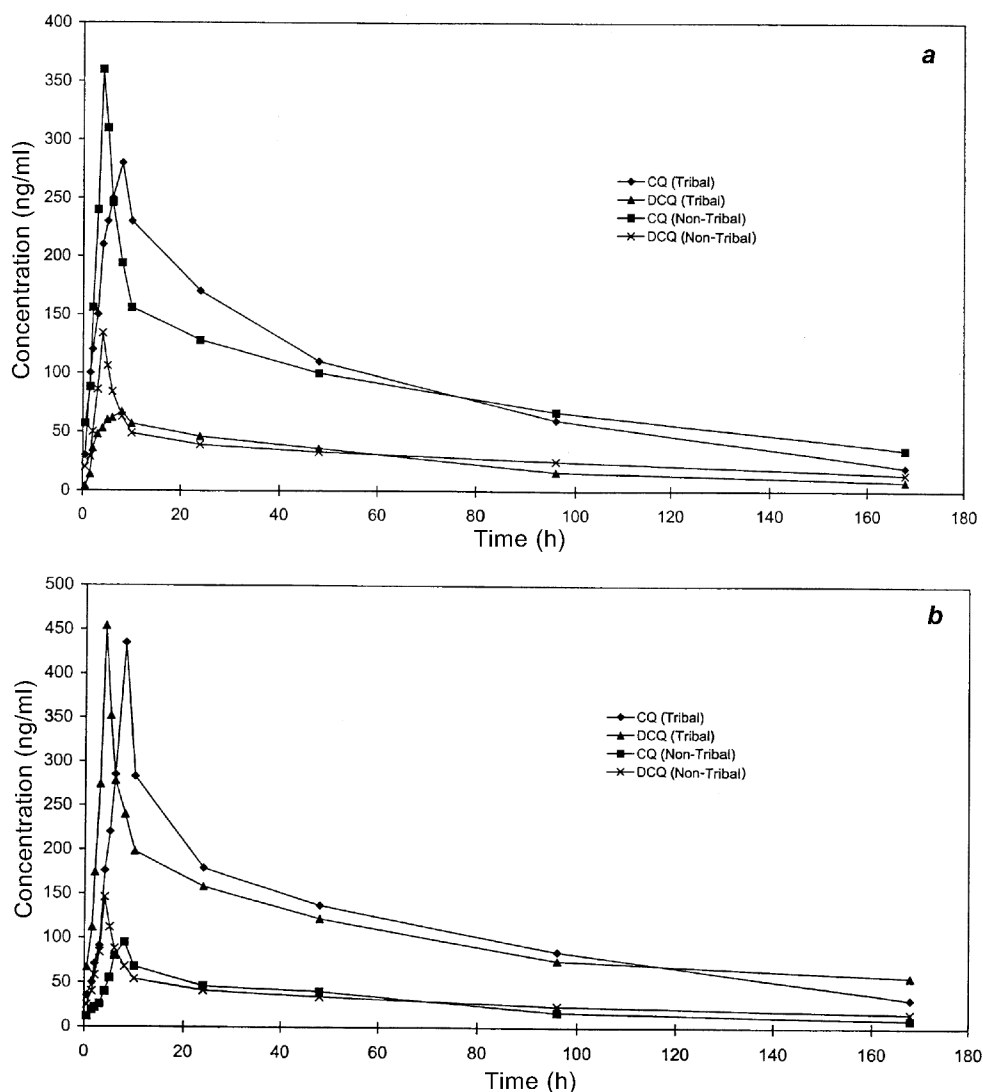 a
400
350
300
250
200
150
100
50
0
Concentration (ng/ml)
CQ (Tribal)
DCQ (Tribal)
CQ (Non-Tribal)
DCQ (Non-Tribal)
0 20 40 60 80 100 120 140 160 180
Time (h)
b
500
450
400
350
300
250
200
150
100
50
0
Concentration (ng/ml)
CQ (Tribal)
DCQ (Tribal)
CQ (Non-Tribal)
DCQ (Non-Tribal)
0 20 40 60 80 100 120 140 160 180
Time (h)